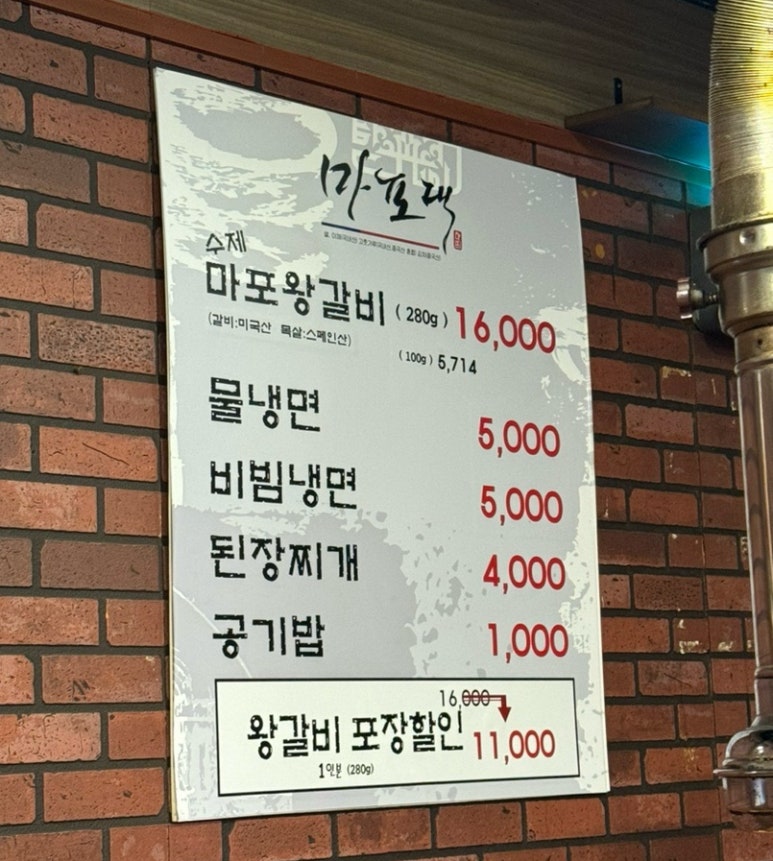 마포댁
수제
마포왕갈비 (280g) 16,000
(갈비:미국산 목살:스페인산)
(100g) 5,714
물냉면 5,000
비빔냉면 5,000
된장찌개 4,000
공기밥 1,000
16,000
왕갈비 포장할인 11,000
1인분 (280g)